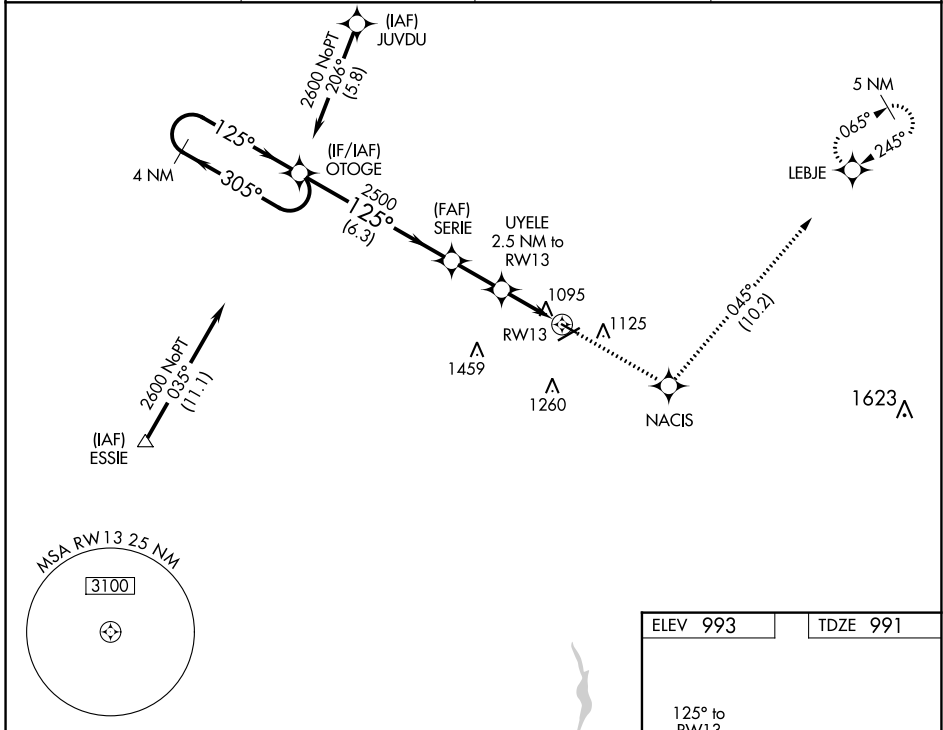 (IAF)
JUVDU
2600 NoPT
206°
(5.8)
5 NM
065°
245°
LEBJE
125°
4 NM
305°
(IF/IAF)
OTOGE
2500
125°
(6.3)
(FAF)
SERIE
UYELE
2.5 NM to
RW13
1095
RW13
1125
1459
1260
045°
(10.2)
NACIS
1623
2600 NoPT
035°
(11.1)
(IAF)
ESSIE
MSA RW13 25 NM
3100
ELEV 993
TDZE 991
125° to
RW13